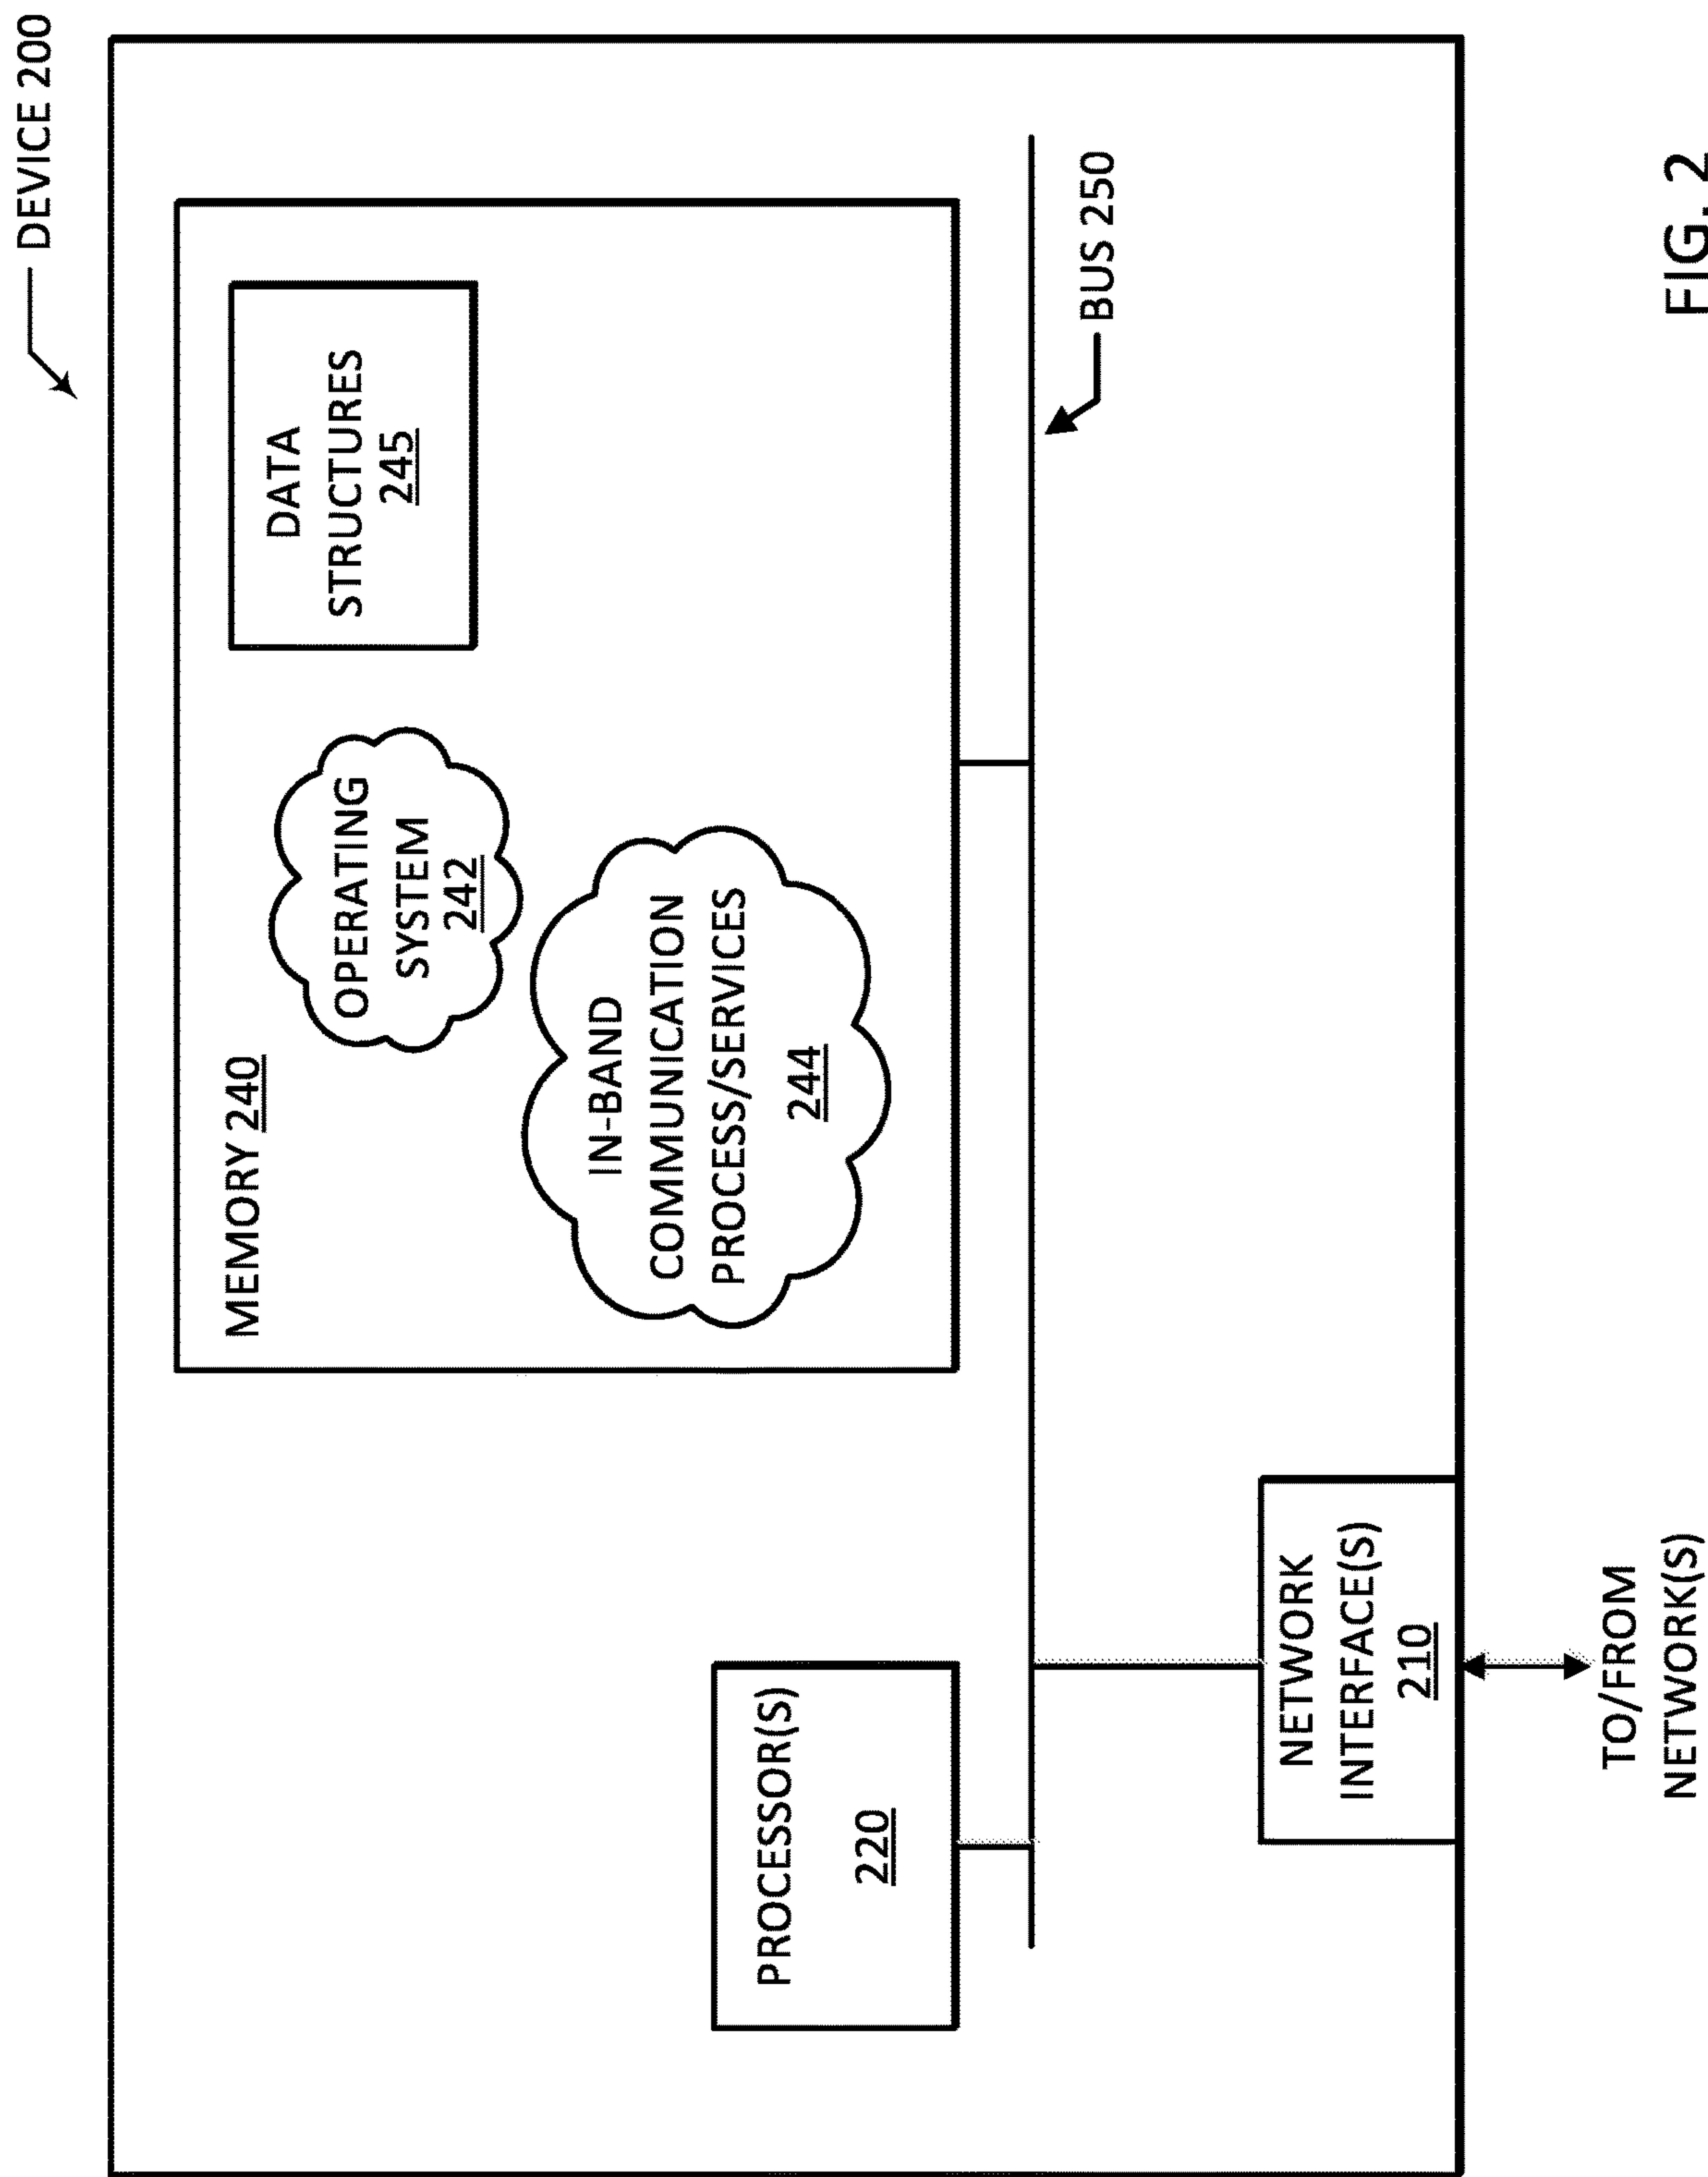 DEVICE 200
MEMORY 240
OPERATING
SYSTEM
242
DATA
STRUCTURES
245
IN-BAND
COMMUNICATION
PROCESS/SERVICES
244
PROCESSOR(S)
220
BUS 250
NETWORK
INTERFACE(S)
210
TO/FROM
NETWORK(S)
FIG. 2